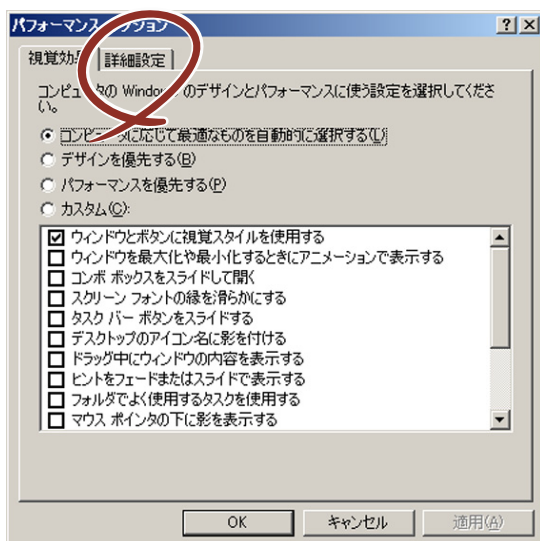 パフォーマンス
視覚効 詳細設定
コンピュータの Windows のデザインとパフォーマンスに使う設定を選択してくださ
い。
コンピュータに応じて最適なものを自動的に選択する(L)
デザインを優先する(B)
パフォーマンスを優先する(P)
カスタム(C):
ウィンドウとボタンに視覚スタイルを使用する
ウィンドウを最大化や最小化するときにアニメーションで表示する
コンボ ボックスをスライドして開く
スクリーン フォントの縁を滑らかにする
タスク バー ボタンをスライドする
デスクトップのアイコン名に影を付ける
ドラッグ中にウィンドウの内容を表示する
ヒントをフェードまたはスライドで表示する
フォルダでよく使用するタスクを使用する
マウス ポインタの下に影を表示する
OK キャンセル 適用(A)